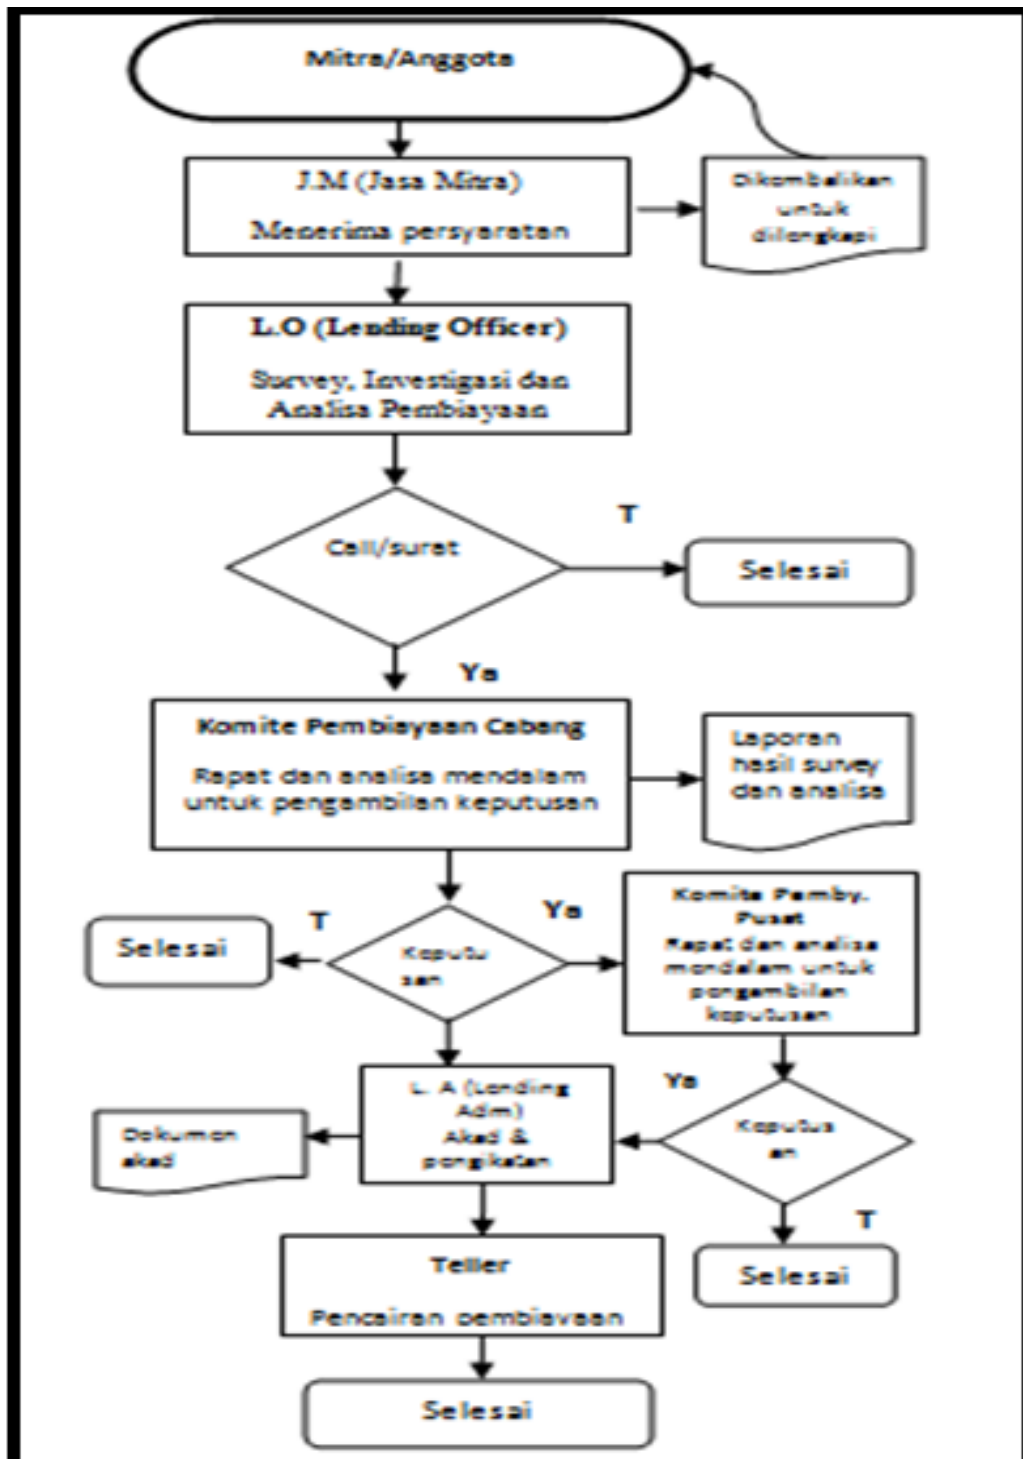 Mitra/Anggota
J.M (Jasa Mitra)
Menerima persyaratan
Dikembalikan
untuk
dilengkapi
L.O (Lending Officer)
Survey, Investigasi dan
Analisa Pembiayaan
Call/surat
T
Selesai
Ya
Komite Pembiayaan Cabang
Rapat dan analisa mendalam
untuk pengambilan keputusan
Laporan
hasil survey
dan analisa
Selesai
T
Keputu
san
Ya
Komite Pemby.
Pusat
Rapat dan analisa
mendalam untuk
pengambilan
keputusan
Dokumen
akad
L. A (Lending
Adm)
Akad &
pengikatan
Ya
Keputus
an
T
Selesai
Teller
Pencairan pembiayaan
Selesai